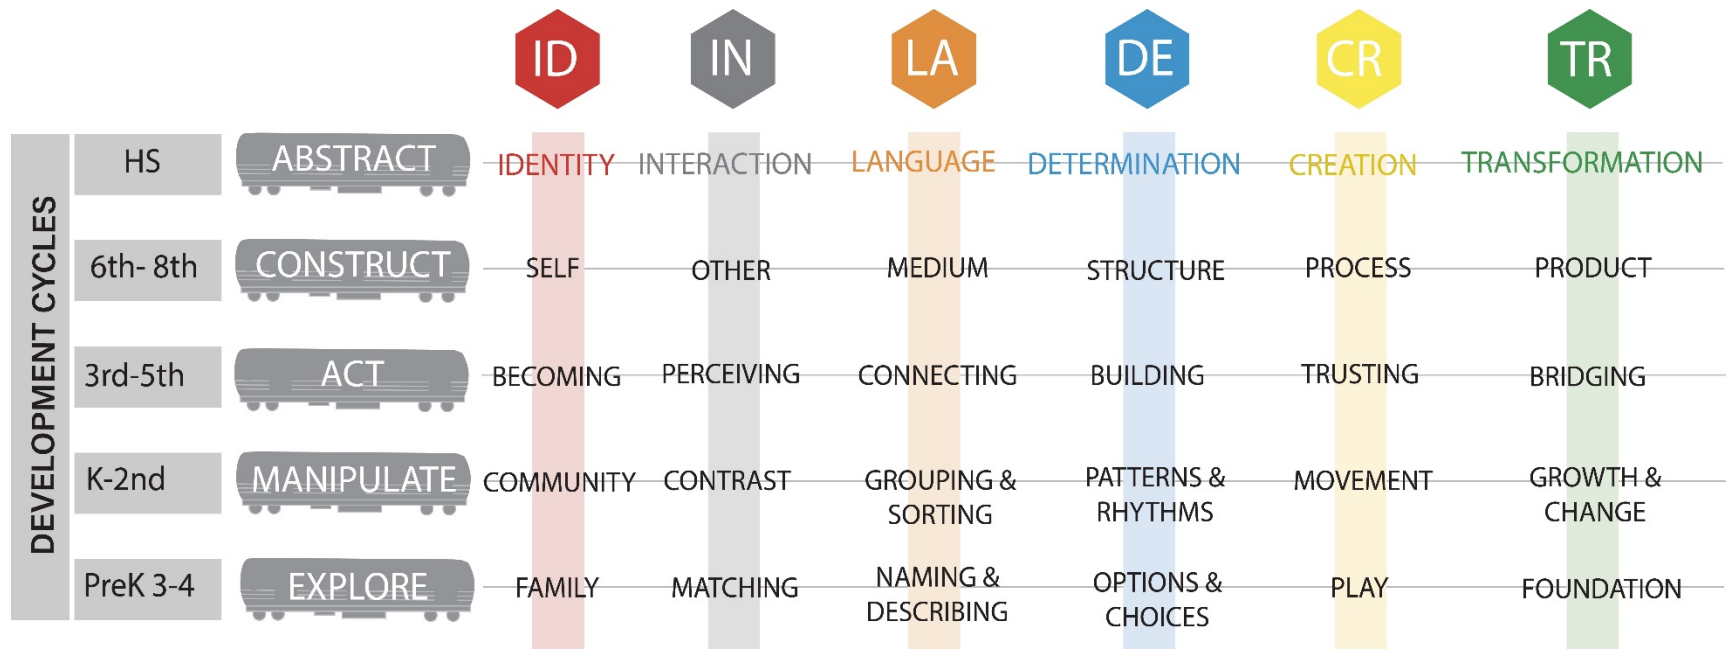 ID IN LA DE CR TR
DEVELOPMENT CYCLES
HS ABSTRACT IDENTITY INTERACTION LANGUAGE DETERMINATION CREATION TRANSFORMATION
6th- 8th CONSTRUCT SELF OTHER MEDIUM STRUCTURE PROCESS PRODUCT
3rd-5th ACT BECOMING PERCEIVING CONNECTING BUILDING TRUSTING BRIDGING
K-2nd MANIPULATE COMMUNITY CONTRAST GROUPING & PATTERNS & MOVEMENT GROWTH &
SORTING RHYTHMS CHANGE
PreK 3-4 EXPLORE FAMILY MATCHING NAMING & OPTIONS & PLAY FOUNDATION
DESCRIBING CHOICES